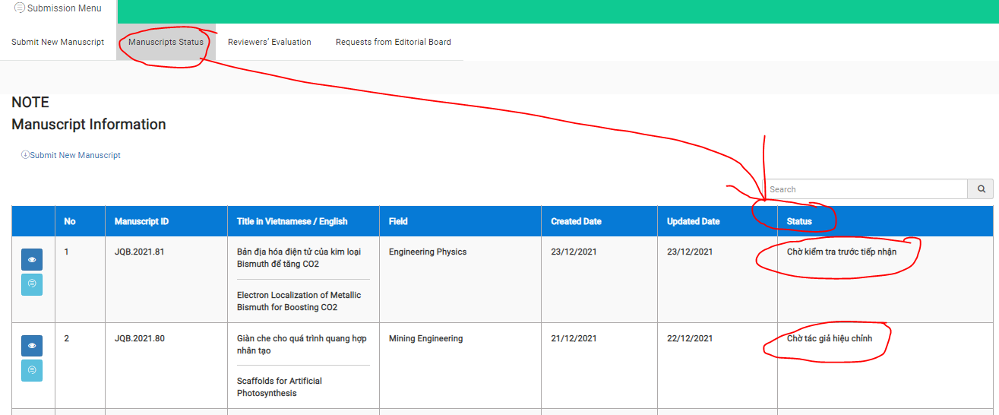 Submission Menu
Submit New Manuscript
Manuscripts Status
Reviewers' Evaluation
Requests from Editorial Board
NOTE
Manuscript Information
Submit New Manuscript
Search
No
Manuscript ID
Title in Vietnamese / English
Field
Created Date
Updated Date
Status
1
JQB.2021.81
Bản địa hóa điện tử của kim loại
Bismuth để tăng CO2
Electron Localization of Metallic
Bismuth for Boosting CO2
Engineering Physics
23/12/2021
23/12/2021
Chờ kiểm tra trước tiếp nhận
2
JQB.2021.80
Giàn che cho quá trình quang hợp
nhân tạo
Scaffolds for Artificial
Photosynthesis
Mining Engineering
21/12/2021
22/12/2021
Chờ tác giả hiệu chỉnh